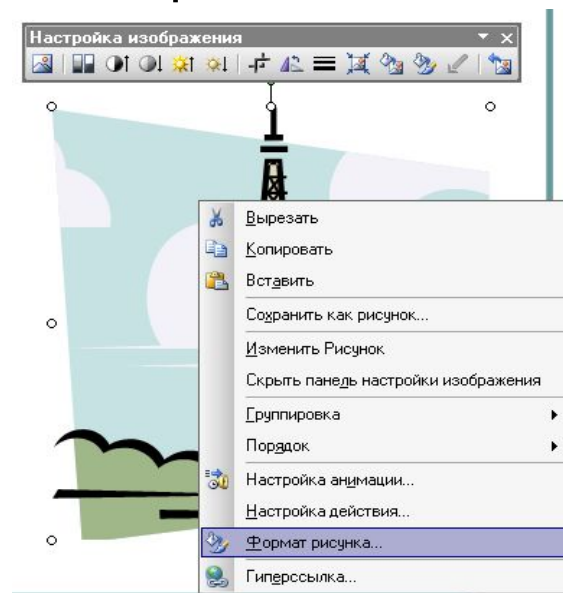 Настройка изображения
Вырезать
Копировать
Вставить
Сохранить как рисунок...
Изменить Рисунок
Скрыть панель настройки изображения
Группировка
Порядок
Настройка анимации...
Настройка действия...
Формат рисунка...
Гиперссылка...